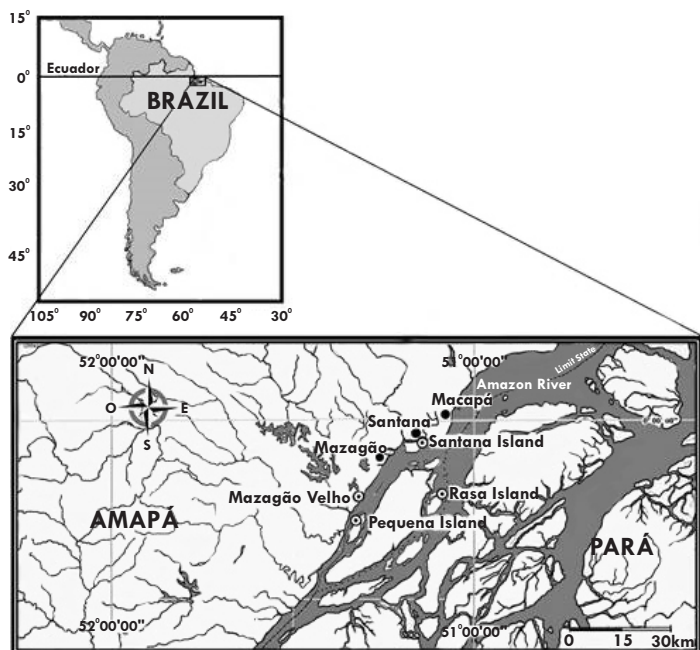 15°
0°
15°
30°
45°
Ecuador
BRAZIL
105° 90° 75° 60° 45° 30°
52°00'00"
51°00'00"
Limit State
Amazon River
N
O E
S
Macapá
Santana
Santana Island
Mazagão
Mazagão Velho
Rasa Island
Pequena Island
AMAPÁ
PARÁ
52°00'00"
51°00'00"
0 15 30km